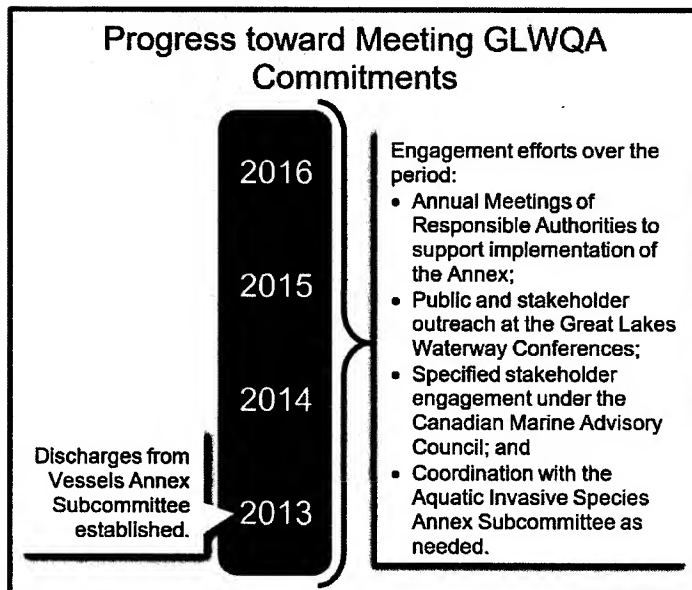 Progress toward Meeting GLWQA
Commitments
2016
2015
2014
2013
Discharges from
Vessels Annex
Subcommittee
established.
Engagement efforts over the
period:
• Annual Meetings of
Responsible Authorities to
support implementation of
the Annex;
• Public and stakeholder
outreach at the Great Lakes
Waterway Conferences;
• Specified stakeholder
engagement under the
Canadian Marine Advisory
Council; and
• Coordination with the
Aquatic Invasive Species
Annex Subcommittee as
needed.